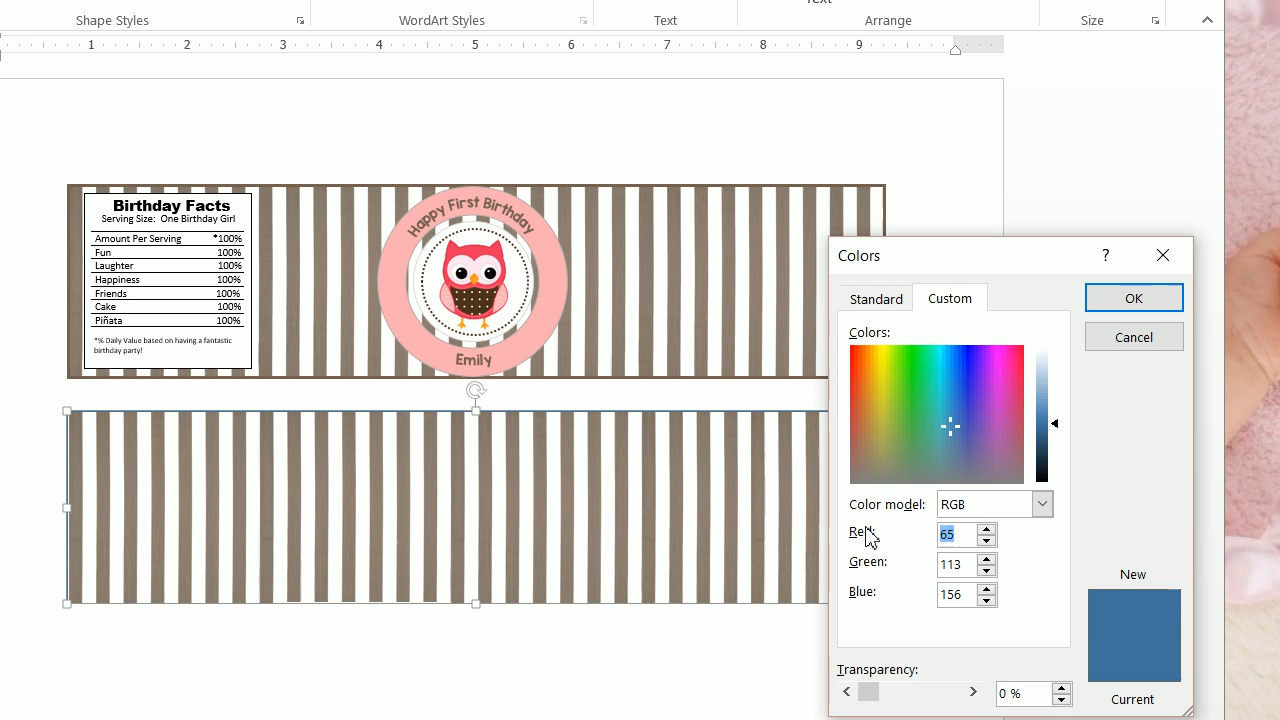 Text
Shape Styles
WordArt Styles
Text
Arrange
Size
1 2 3 4 5 6 7 8 9
Birthday Facts
Serving Size: One Birthday Girl
Amount Per Serving *100%
Fun 100%
Laughter 100%
Happiness 100%
Friends 100%
Cake 100%
Piñata 100%
*% Daily Value based on having a fantastic
birthday party!
Happy First Birthday
Emily
Colors
?
Standard
Custom
OK
Cancel
Colors:
Color model: RGB
Red: 65
Green: 113
Blue: 156
New
Current
Transparency:
0 %